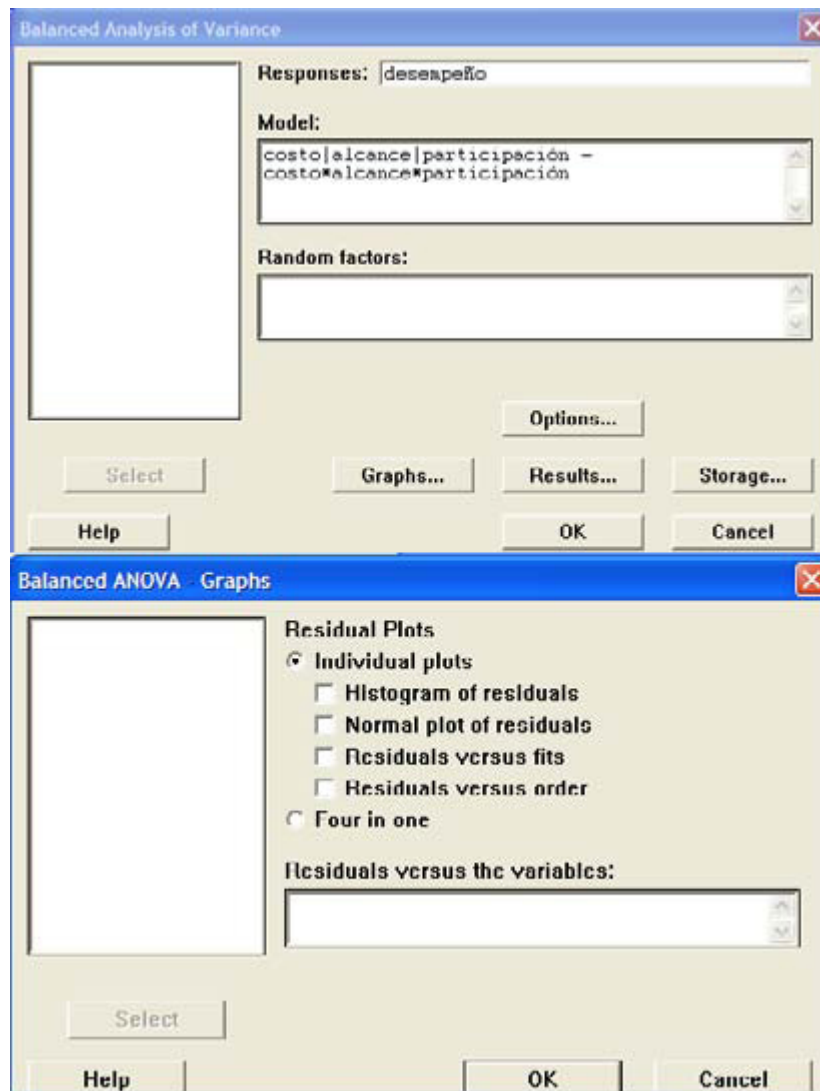 Balanced Analysis of Variance
Responses: desempeño
Model:
costo|alcance|participación -
costo*alcance*participación
Random factors:
Options...
Select
Graphs...
Results...
Storage...
Help
OK
Cancel
Balanced ANOVA - Graphs
Residual Plots
Individual plots
Histogram of residuals
Normal plot of residuals
Residuals versus fits
Residuals versus order
Four in one
Residuals versus the variables:
Select
Help
OK
Cancel